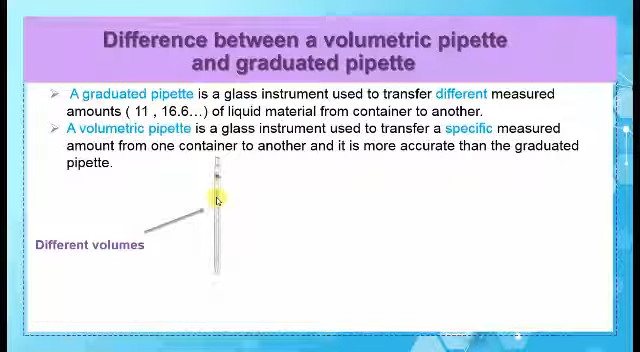 Difference between a volumetric pipette
and graduated pipette
A graduated pipette is a glass instrument used to transfer different measured
amounts ( 11 , 16.6...) of liquid material from container to another.
A volumetric pipette is a glass instrument used to transfer a specific measured
amount from one container to another and it is more accurate than the graduated
pipette.
Different volumes